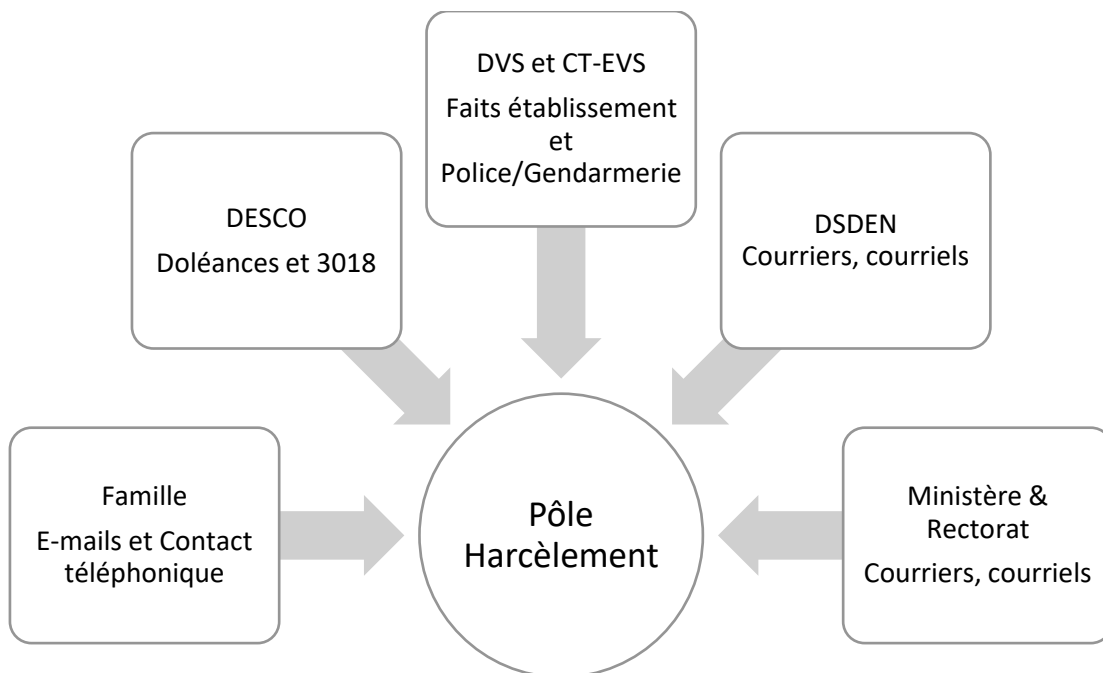 DVS et CT-EVS
Faits établissement
et
Police/Gendarmerie
DESCO
Doléances et 3018
DSDEN
Courriers, courriels
Famille
E-mails et Contact
téléphonique
Pôle
Harcèlement
Ministère &
Rectorat
Courriers, courriels